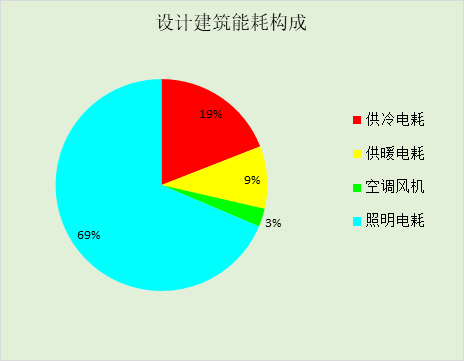 设计建筑能耗构成
19%
9%
3%
69%
供冷电耗
供暖电耗
空调风机
照明电耗